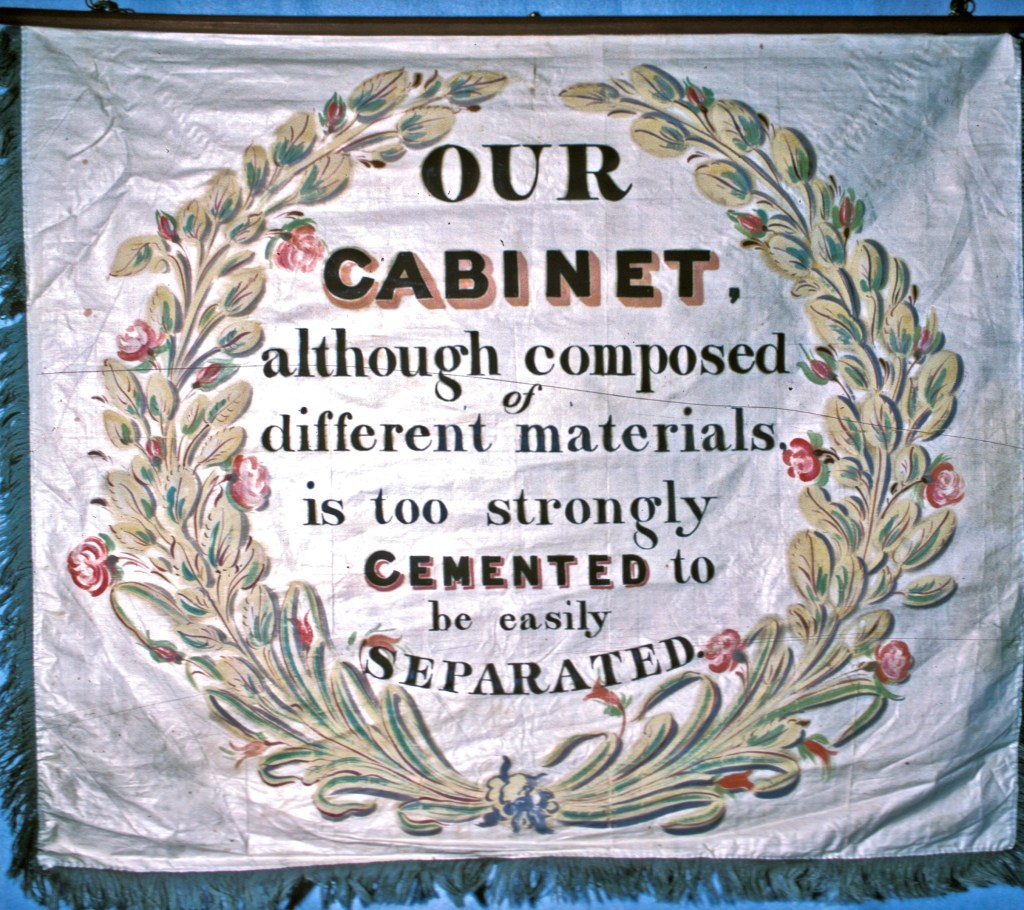 OUR
CABINET,
although composed
of
different materials.
is too strongly
CEMENTED to
be easily
SEPARATED.